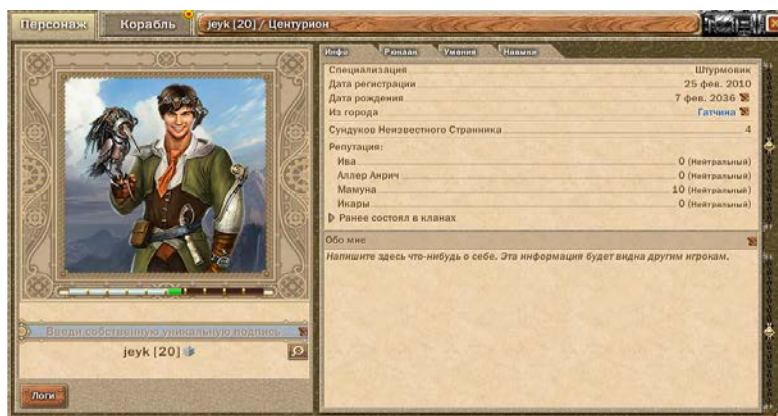 Персонаж
Корабль
jeyk [20] / Центурион
Инфо
Рюкзак
Умения
Навыки
Специализация Штурмовик
Дата регистрации 25 фев. 2010
Дата рождения 7 фев. 2036
Из города Гатчина
Сундуков Неизвестного Странника 4
Репутация:
Ива 0 (Нейтральный)
Аллер Анрич 0 (Нейтральный)
Мамуна 10 (Нейтральный)
Икары 0 (Нейтральный)
Ранее состоял в кланах
Обо мне
Напишите здесь что-нибудь о себе. Эта информация будет видна другим игрокам.
Введи собственную уникальную подпись
jeyk [20]
Логи